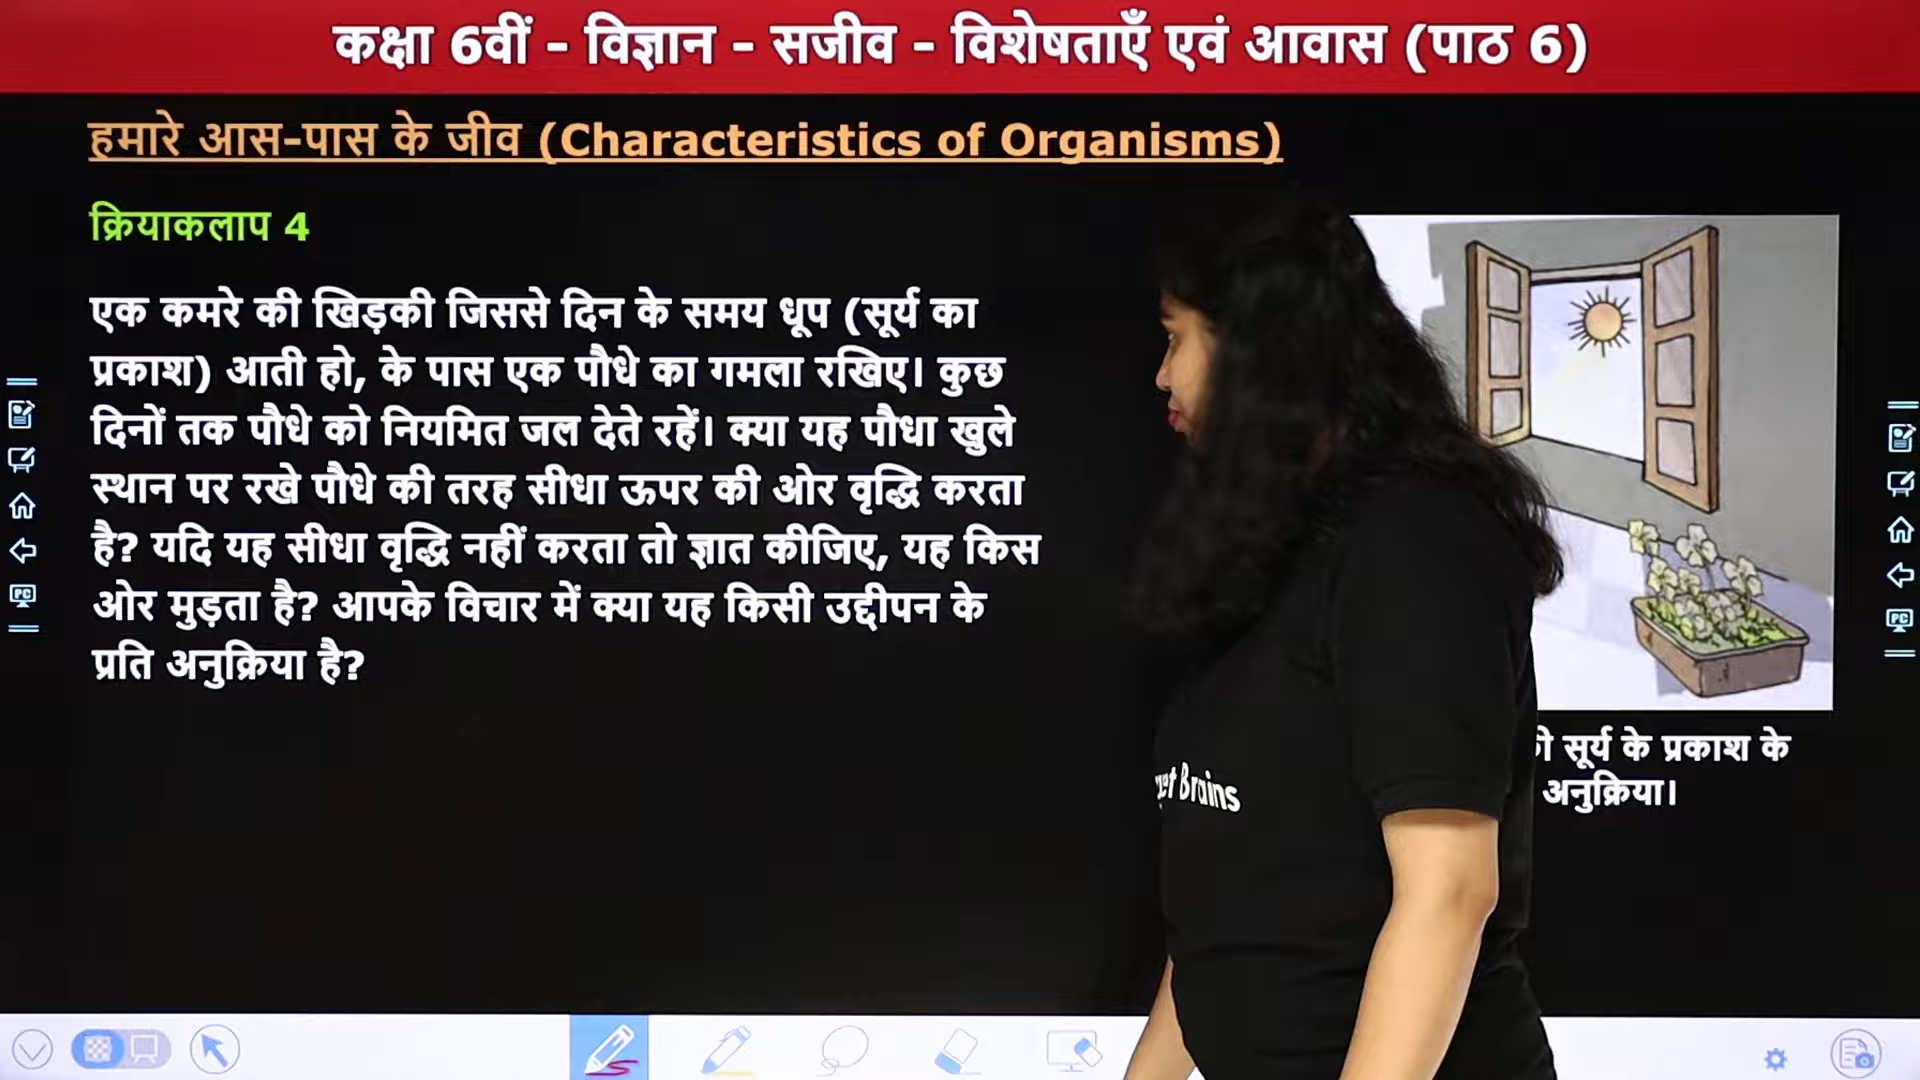 कक्षा 6वीं - विज्ञान - सजीव - विशेषताएँ एवं आवास (पाठ 6)
हमारे आस-पास के जीव (Characteristics of Organisms)
क्रियाकलाप 4
एक कमरे की खिड़की जिससे दिन के समय धूप (सूर्य का
प्रकाश) आती हो, के पास एक पौधे का गमला रखिए। कुछ
दिनों तक पौधे को नियमित जल देते रहें। क्या यह पौधा खुले
स्थान पर रखे पौधे की तरह सीधा ऊपर की ओर वृद्धि करता
है? यदि यह सीधा वृद्धि नहीं करता तो ज्ञात कीजिए, यह किस
ओर मुड़ता है? आपके विचार में क्या यह किसी उद्दीपन के
प्रति अनुक्रिया है?
सूर्य के प्रकाश के
अनुक्रिया।
Brains
PC
PC